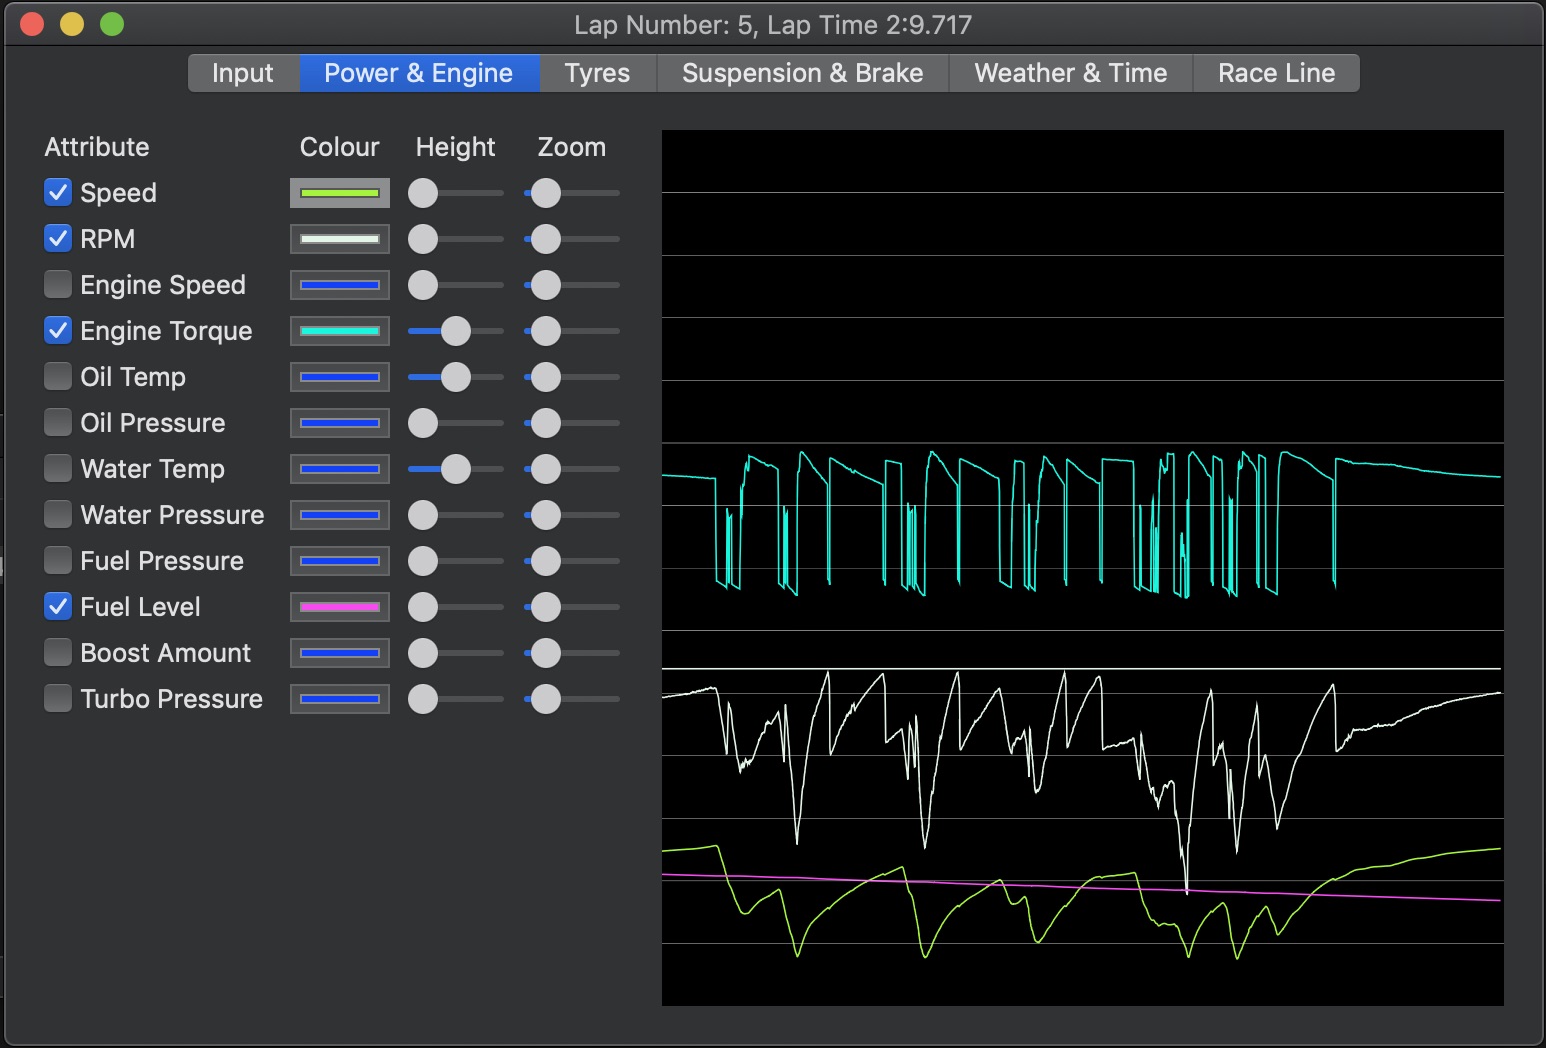 Lap Number: 5, Lap Time 2:9.717
Input Power & Engine Tyres Suspension & Brake Weather & Time Race Line
Attribute Colour Height Zoom
Speed
RPM
Engine Speed
Engine Torque
Oil Temp
Oil Pressure
Water Temp
Water Pressure
Fuel Pressure
Fuel Level
Boost Amount
Turbo Pressure